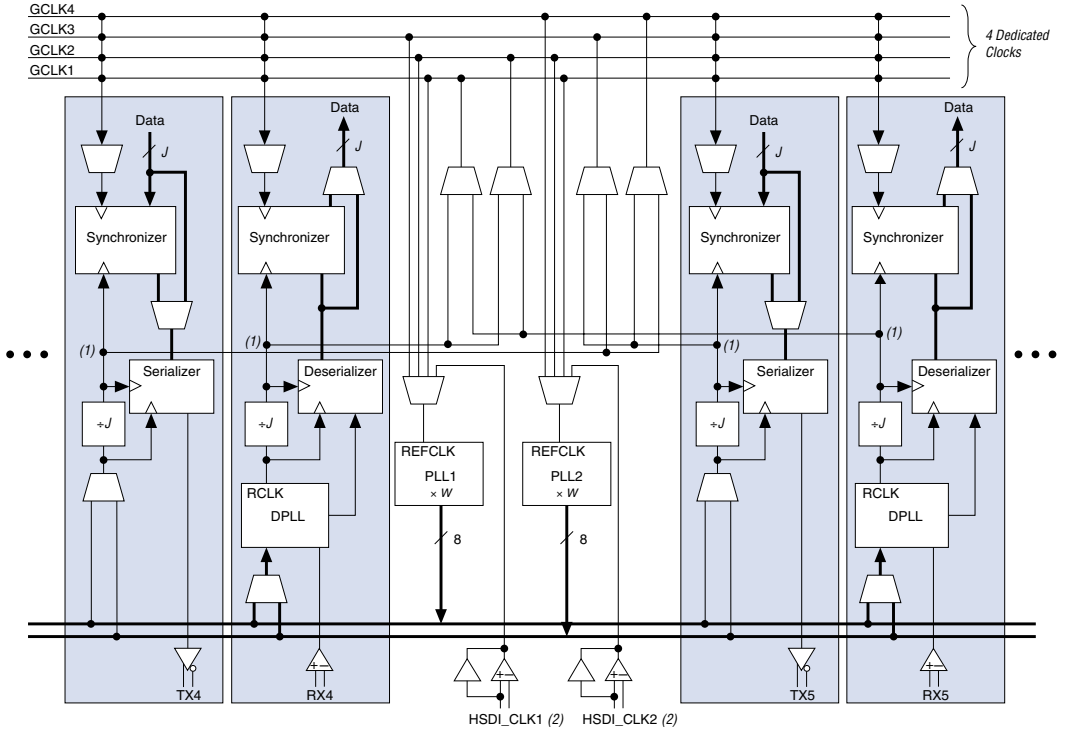 GCLK4
GCLK3
GCLK2
GCLK1
4 Dedicated
Clocks
Data
J
Data
J
Data
J
Data
J
Synchronizer
Synchronizer
Synchronizer
Synchronizer
(1)
(1)
(1)
(1)
• • •
• • •
Serializer
Deserializer
Serializer
Deserializer
÷J
÷J
÷J
÷J
REFCLK
PLL1
× W
REFCLK
PLL2
× W
RCLK
DPLL
RCLK
DPLL
8
8
+ −
+ −
+ −
+ −
TX4
RX4
TX5
RX5
HSDI_CLK1 (2)
HSDI_CLK2 (2)